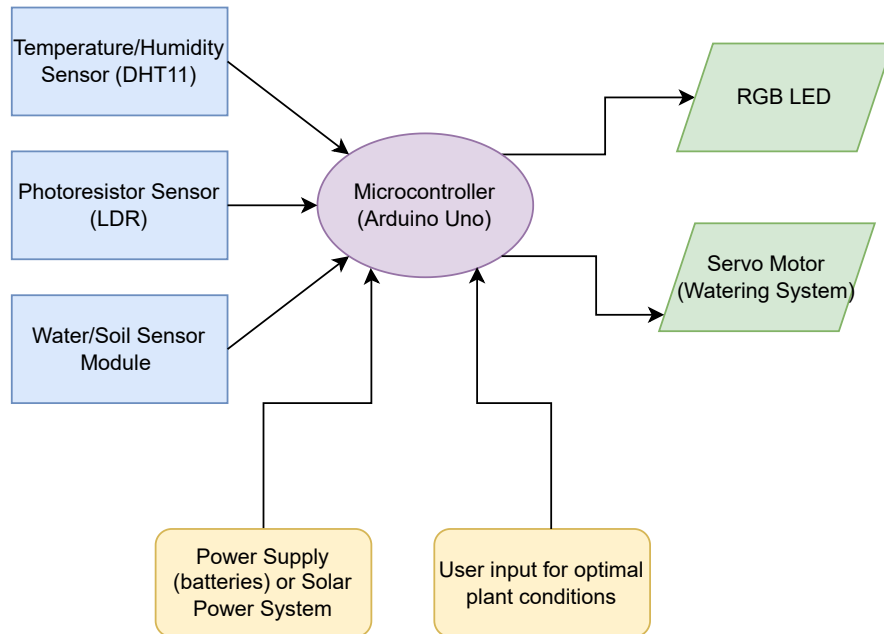 Temperature/Humidity
Sensor (DHT11)
Photoresistor Sensor
(LDR)
Water/Soil Sensor
Module
Microcontroller
(Arduino Uno)
RGB LED
Servo Motor
(Watering System)
Power Supply
(batteries) or Solar
Power System
User input for optimal
plant conditions